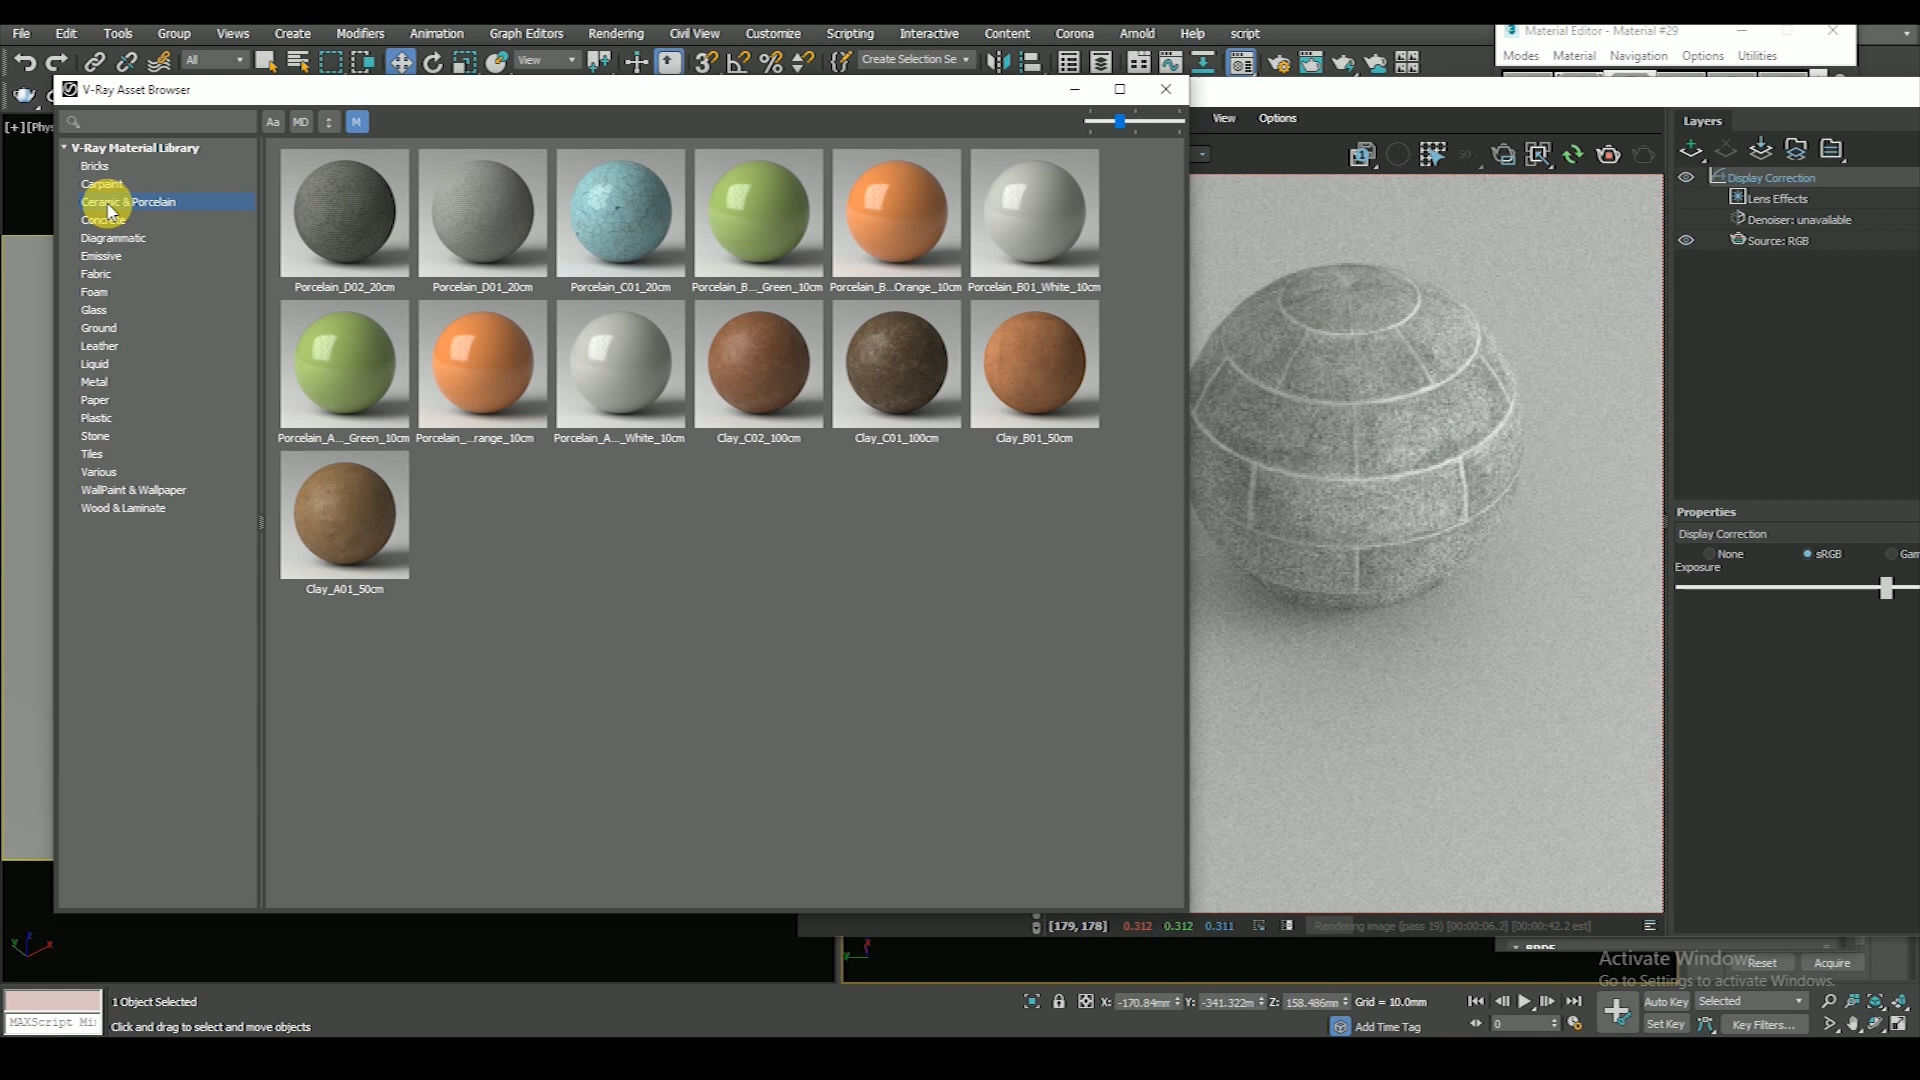 File Edit Tools Group Views Create Modifiers Animation Graph Editors Rendering Civil View Customize Scripting Interactive Content Corona Arnold Help script
Material Editor - Material #29
Modes Material Navigation Options Utilities
All View Create Selection Se
V-Ray Asset Browser
[+][Phys
Aa MD M
View Options
Layers
V-Ray Material Library
Bricks
Carpaint
Ceramic & Porcelain
Concrete
Diagrammatic
Emissive
Fabric
Foam
Glass
Ground
Leather
Liquid
Metal
Paper
Plastic
Stone
Tiles
Various
WallPaint & Wallpaper
Wood & Laminate
Porcelain_D02_20cm Porcelain_D01_20cm Porcelain_C01_20cm Porcelain_B..._Green_10cm Porcelain_B...Orange_10cm Porcelain_B01_White_10cm
Porcelain_A..._Green_10cm Porcelain_...range_10cm Porcelain_A..._White_10cm Clay_C02_100cm Clay_C01_100cm Clay_B01_50cm
Clay_A01_50cm
Display Correction
Lens Effects
Denoiser: unavailable
Source: RGB
Properties
Display Correction
None sRGB Gam
Exposure
[179, 178] 0.312 0.312 0.311 Rendering image (pass 19) [00:00:06.2] [00:00:42.2 est]
BRDF
Reset Acquire
Activate Windows
Go to Settings to activate Windows.
1 Object Selected
X: -170.84mm Y: -341.322m Z: 158.486mm Grid = 10.0mm
Auto Key Selected
MAXScript Mi
Click and drag to select and move objects
Add Time Tag
0
Set Key Key Filters...